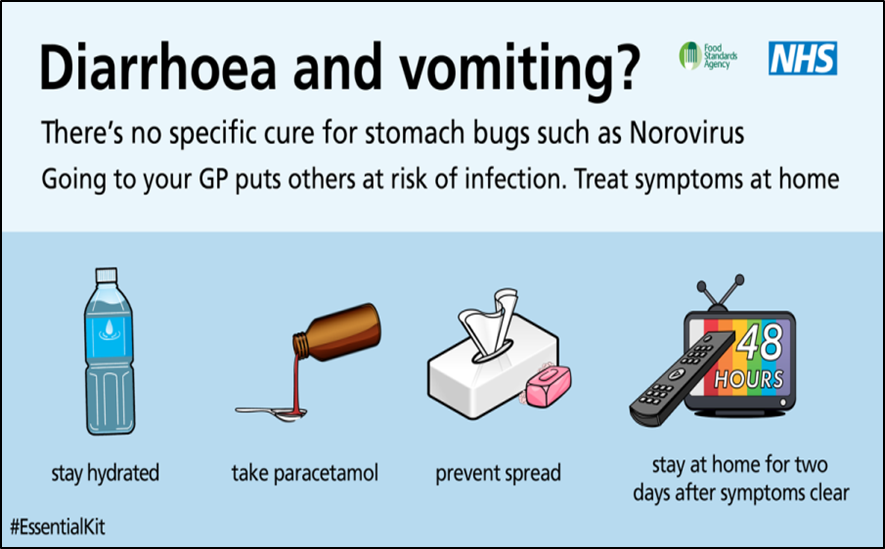 Diarrhoea and vomiting?
Food
Standards
Agency
NHS
There's no specific cure for stomach bugs such as Norovirus
Going to your GP puts others at risk of infection. Treat symptoms at home
48
HOURS
stay hydrated
take paracetamol
prevent spread
stay at home for two
days after symptoms clear
#EssentialKit